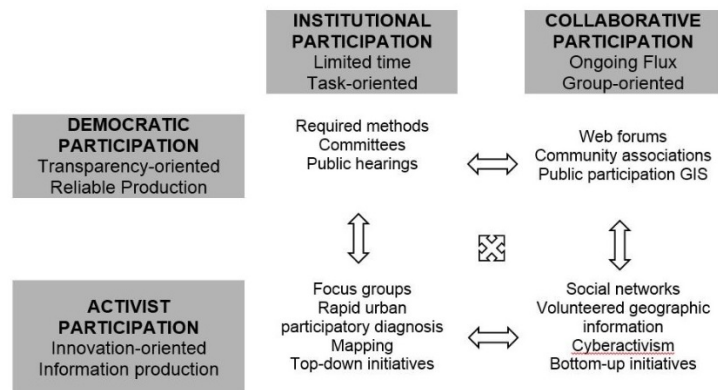 INSTITUTIONAL
PARTICIPATION
Limited time
Task-oriented
COLLABORATIVE
PARTICIPATION
Ongoing Flux
Group-oriented
DEMOCRATIC
PARTICIPATION
Transparency-oriented
Reliable Production
Required methods
Committees
Public hearings
Web forums
Community associations
Public participation GIS
ACTIVIST
PARTICIPATION
Innovation-oriented
Information production
Focus groups
Rapid urban
participatory diagnosis
Mapping
Top-down initiatives
Social networks
Volunteered geographic
information
Cyberactivism
Bottom-up initiatives